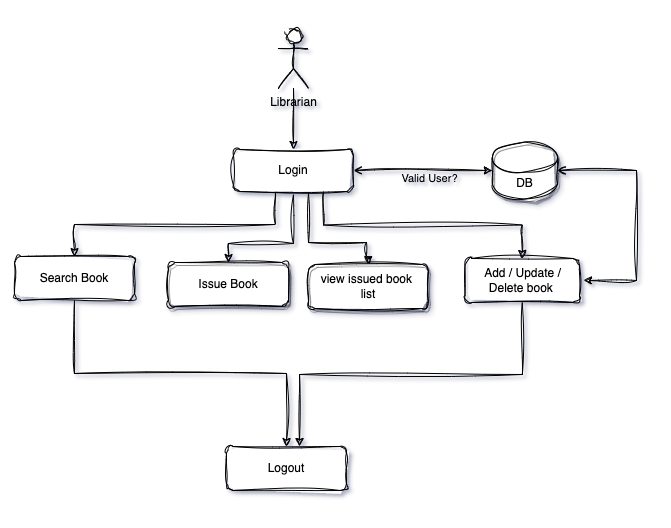 Librarian
Login
Valid User?
DB
Search Book
Issue Book
view issued book
list
Add / Update /
Delete book
Logout